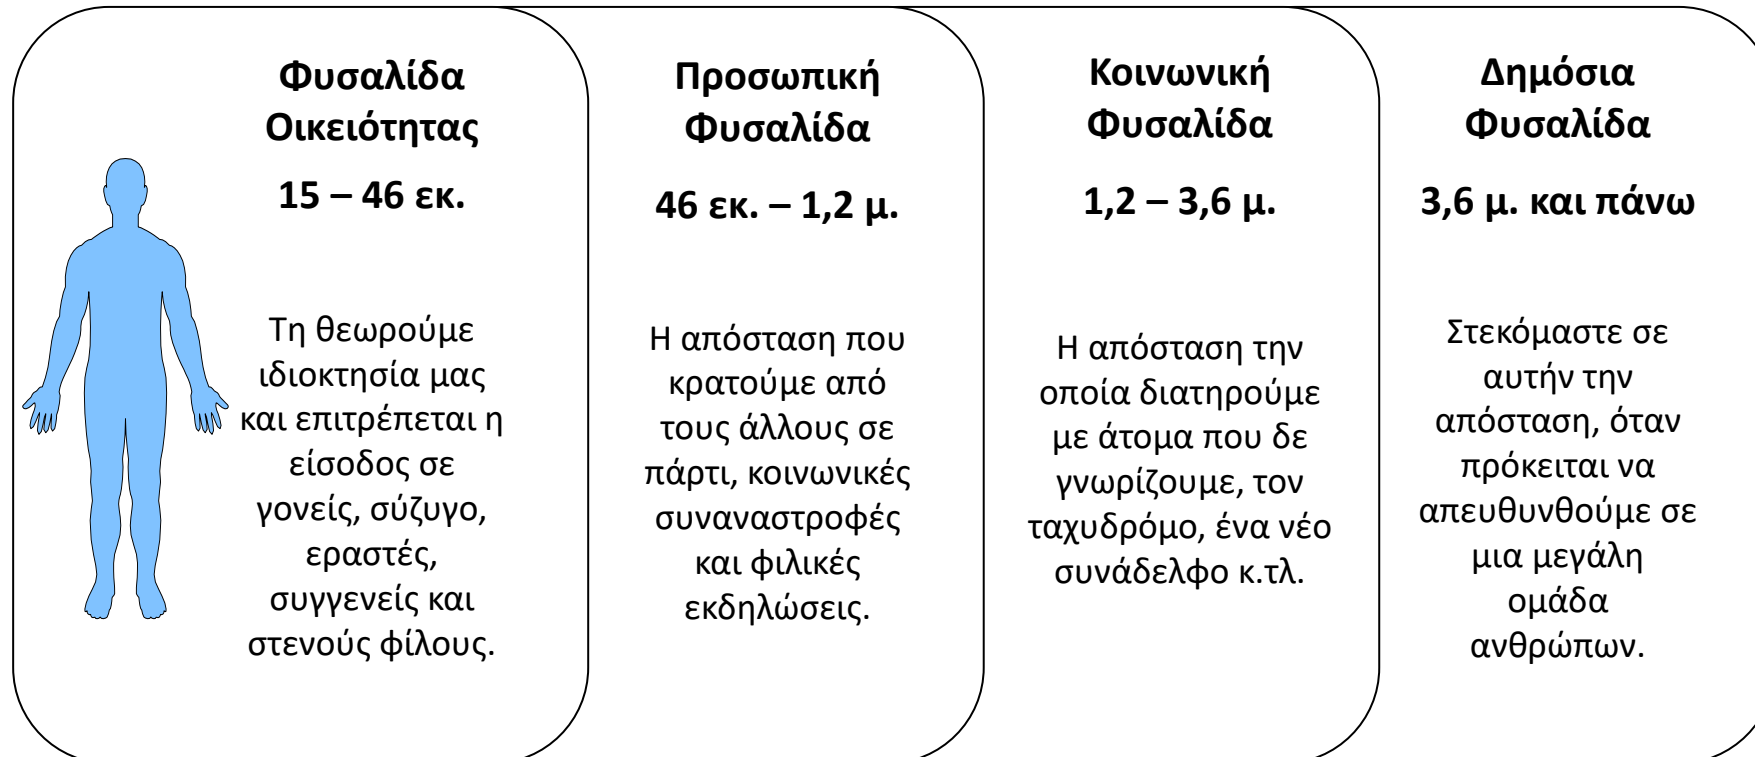 Φυσαλίδα
Οικειότητας
15 – 46 εκ.
Τη θεωρούμε
ιδιοκτησία μας
και επιτρέπεται η
είσοδος σε
γονείς, σύζυγο,
εραστές,
συγγενείς και
στενούς φίλους.
Προσωπική
Φυσαλίδα
46 εκ. – 1,2 μ.
Η απόσταση που
κρατούμε από
τους άλλους σε
πάρτι, κοινωνικές
συναναστροφές
και φιλικές
εκδηλώσεις.
Κοινωνική
Φυσαλίδα
1,2 – 3,6 μ.
Η απόσταση την
οποία διατηρούμε
με άτομα που δε
γνωρίζουμε, τον
ταχυδρόμο, ένα νέο
συνάδελφο κ.τλ.
Δημόσια
Φυσαλίδα
3,6 μ. και πάνω
Στεκόμαστε σε
αυτήν την
απόσταση, όταν
πρόκειται να
απευθυνθούμε σε
μια μεγάλη
ομάδα
ανθρώπων.